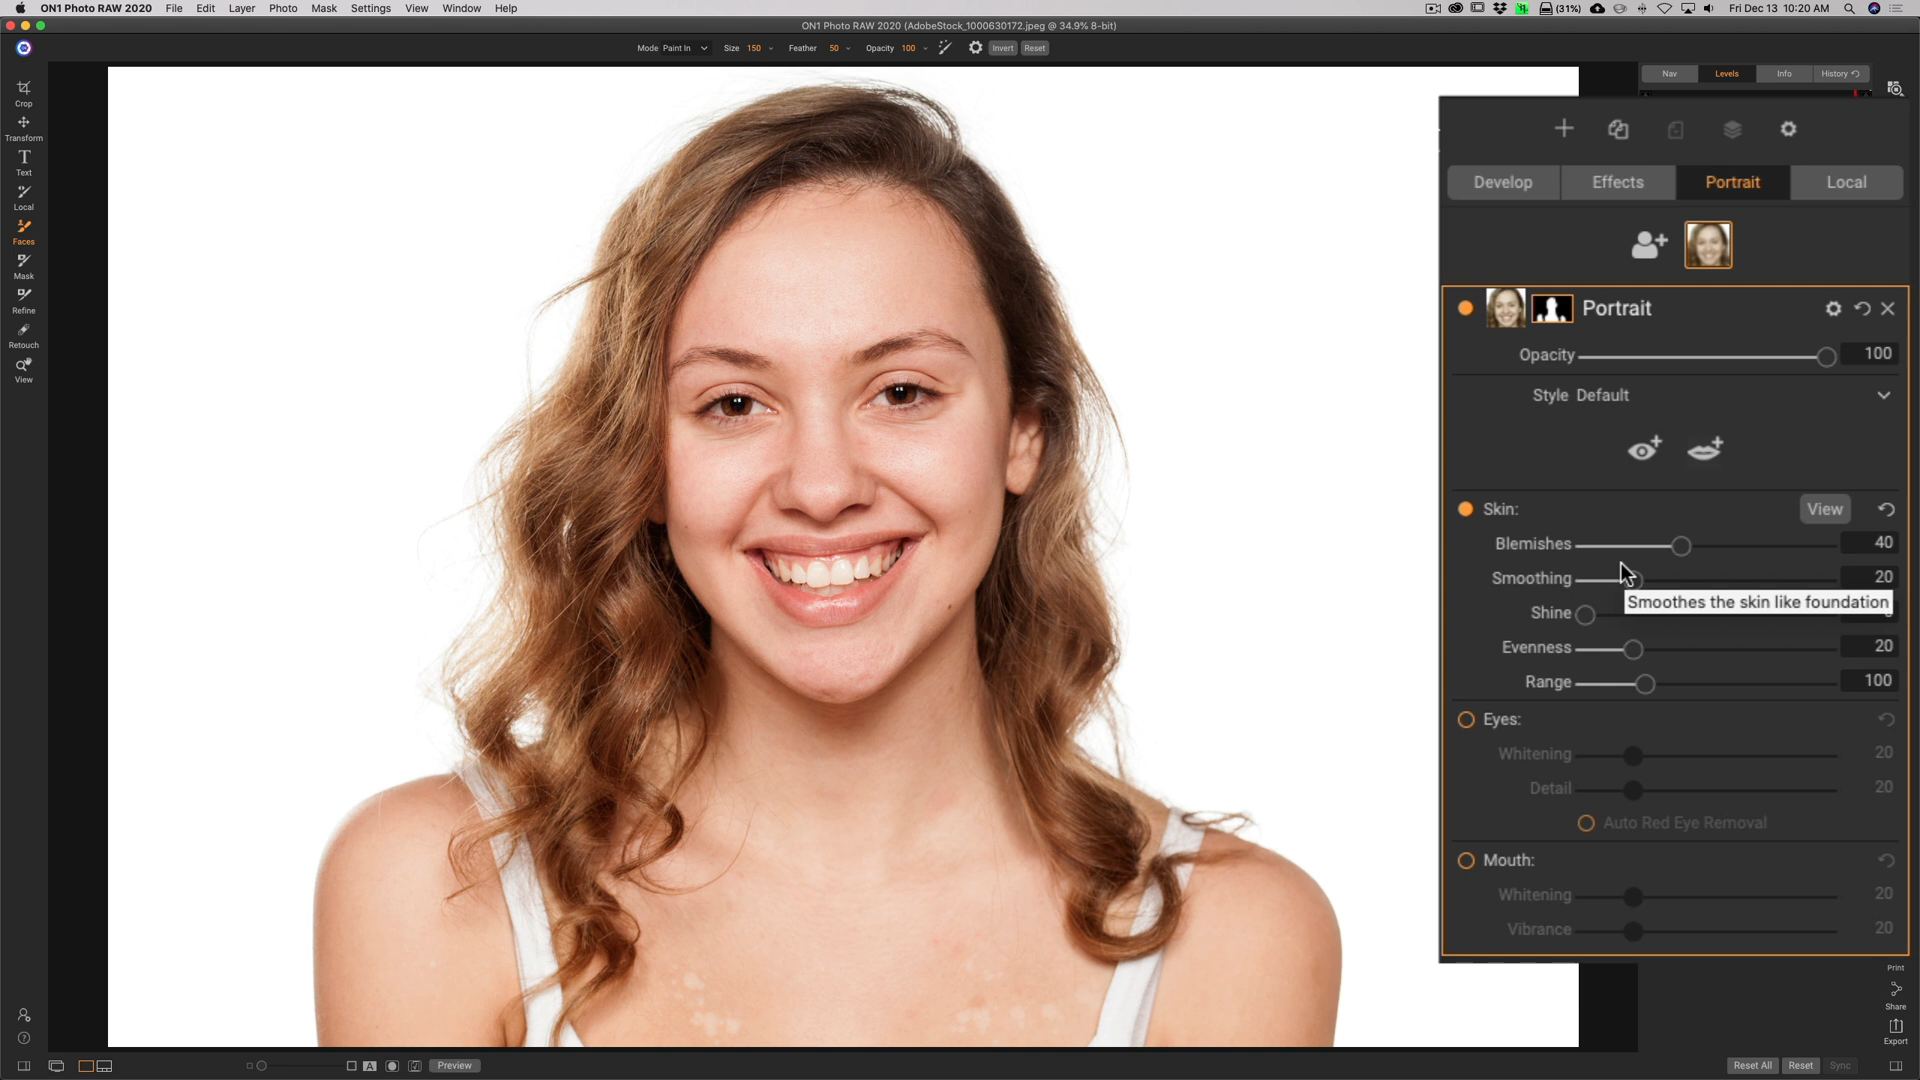 ON1 Photo RAW 2020 File Edit Layer Photo Mask Settings View Window Help
(31%) Fri Dec 13 10:20 AM
ON1 Photo RAW 2020 (AdobeStock_1000630172.jpeg @ 34.9% 8-bit)
Mode Paint In Size 150 Feather 50 Opacity 100 Invert Reset
Nav Levels Info History
Crop
Transform
Text
Local
Faces
Mask
Refine
Retouch
View
Develop Effects Portrait Local
Portrait
Opacity 100
Style Default
Skin: View
Blemishes 40
Smoothing 20
Smoothes the skin like foundation
Shine
Evenness 20
Range 100
Eyes:
Whitening 20
Detail 20
Auto Red Eye Removal
Mouth:
Whitening 20
Vibrance 20
Print
Share
Export
A Preview
Reset All Reset Sync